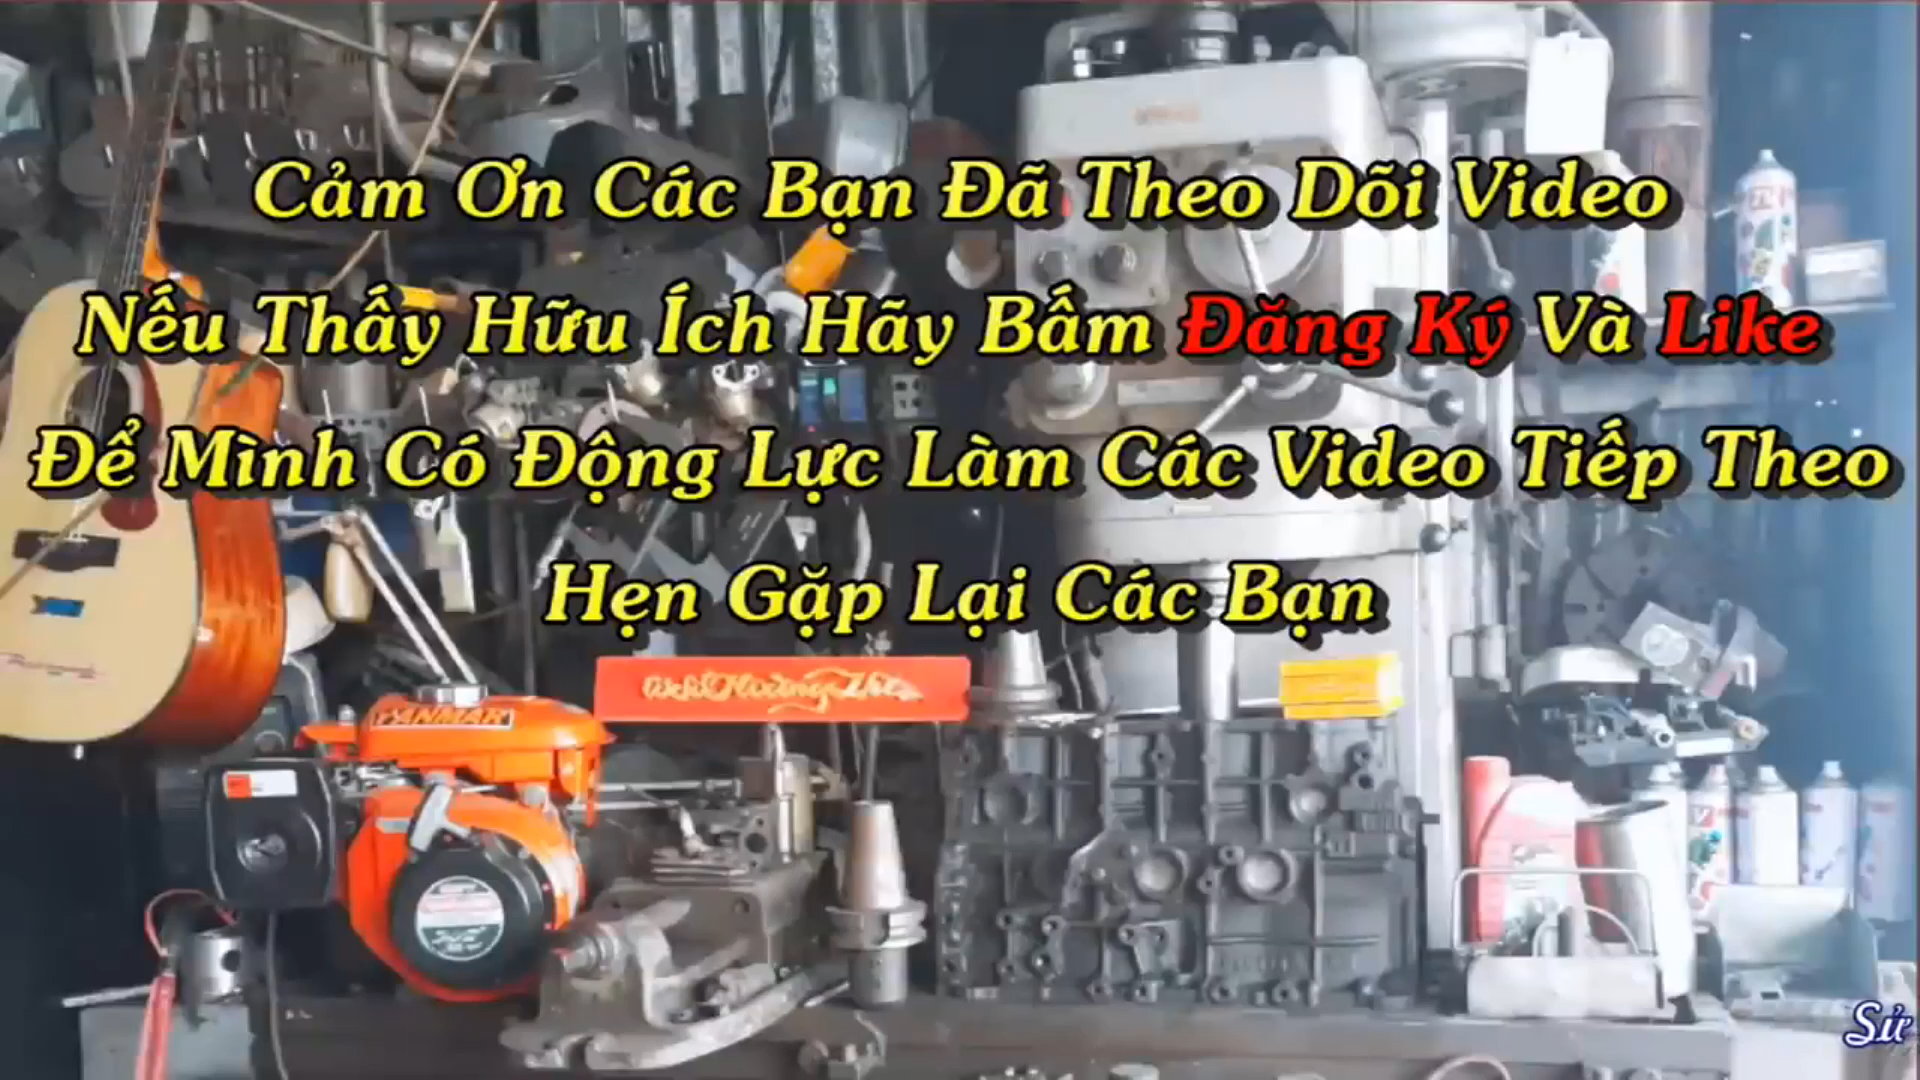 Cảm Ơn Các Bạn Đã Theo Dõi Video
Nếu Thấy Hữu Ích Hãy Bấm Đăng Ký Và Like
Để Mình Có Động Lực Làm Các Video Tiếp Theo
Hẹn Gặp Lại Các Bạn
YANMAR
Sử